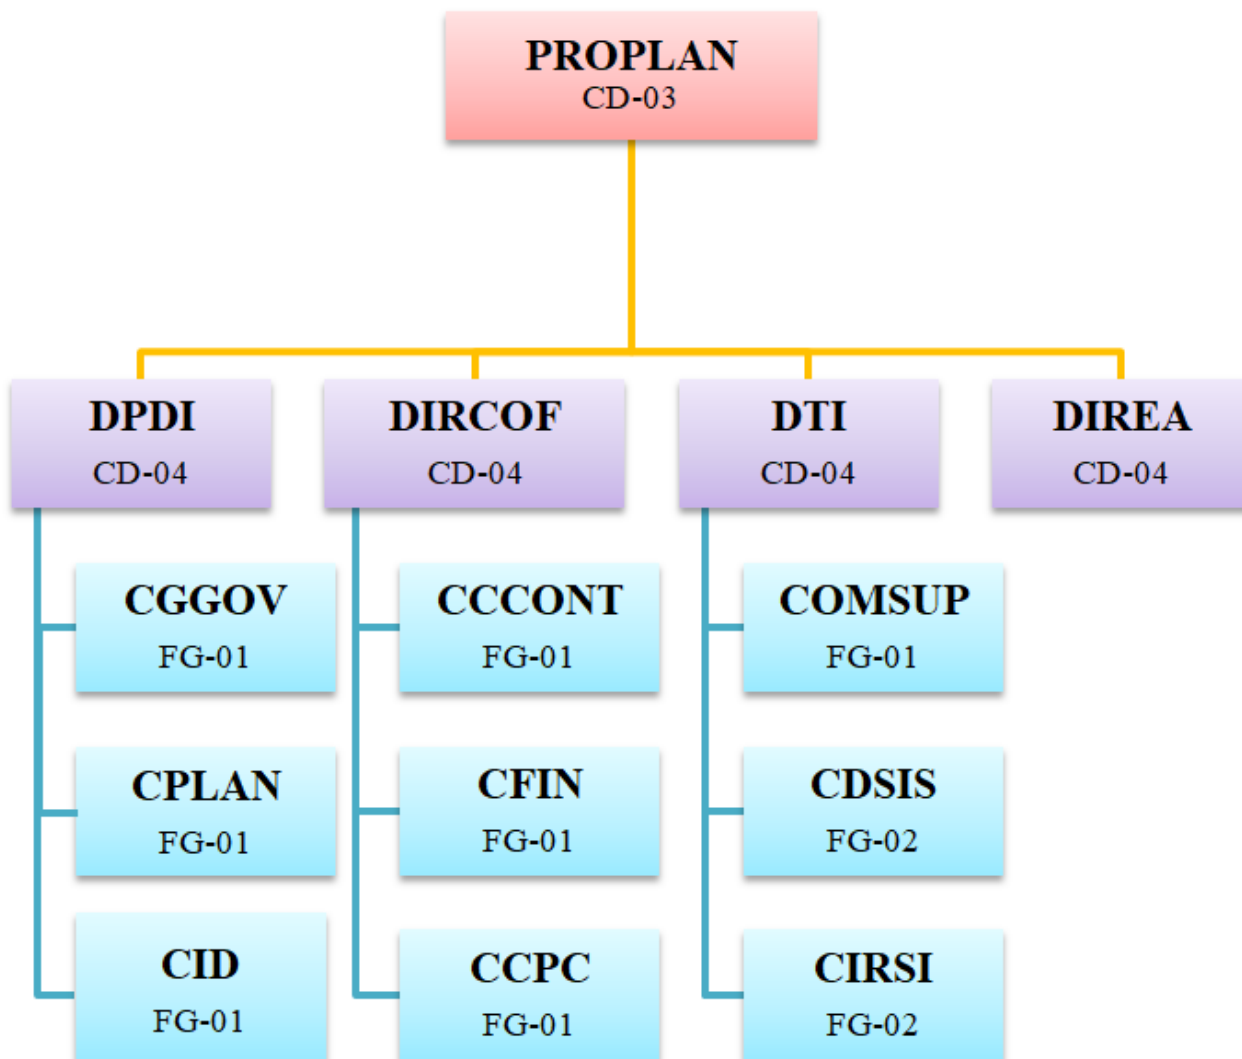 PROPLAN
CD-03
DPDI
CD-04
DIRCOF
CD-04
DTI
CD-04
DIREA
CD-04
CGGOV
FG-01
CCCONT
FG-01
COMSUP
FG-01
CPLAN
FG-01
CFIN
FG-01
CDSIS
FG-02
CID
FG-01
CCPC
FG-01
CIRSI
FG-02